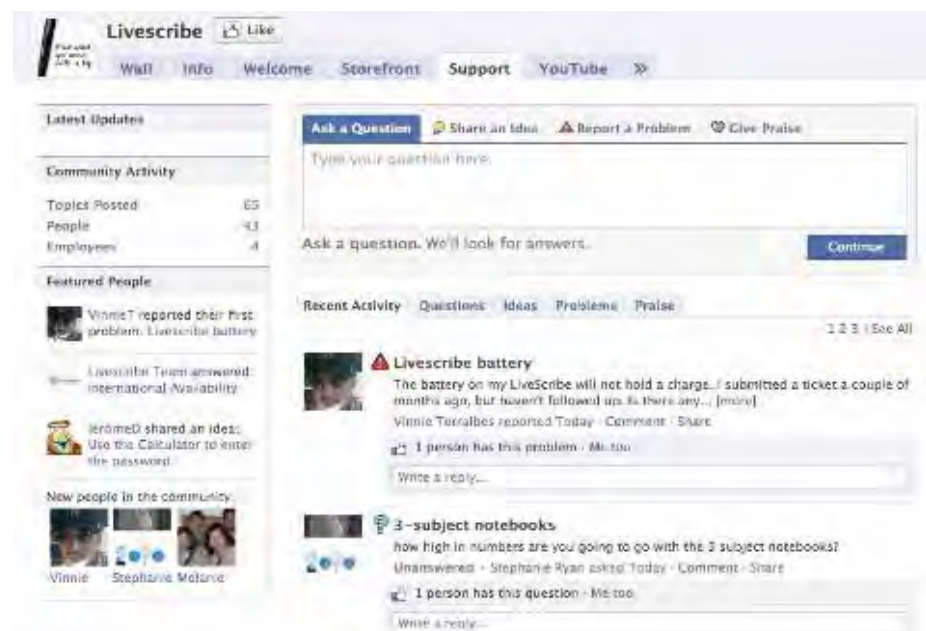 Livescribe Like
Wall Info Welcome Storefront Support YouTube »
Latest Updates
Community Activity
Topics Posted 65
People 43
Employees 4
Featured People
VinnieT reported their first
problem: Livescribe battery
Livescribe Team answered:
International Availability
JeromeD shared an idea:
Use the Calculator to enter
the password
New people in the community
Vinnie Stephanie Melanie
Ask a Question Share an Idea Report a Problem Give Praise
Type your question here.
Ask a question. We'll look for answers.
Continue
Recent Activity Questions Ideas Problems Praise
1 2 3 | See All
Livescribe battery
The battery on my LiveScribe will not hold a charge. I submitted a ticket a couple of
months ago, but haven't followed up. Is there any... [more]
Vinnie Torralbes reported Today · Comment · Share
1 person has this problem · Me too
Write a reply...
3-subject notebooks
how high in numbers are you going to go with the 3 subject notebooks?
Unanswered · Stephanie Ryan asked Today · Comment · Share
1 person has this question · Me too
Write a reply...